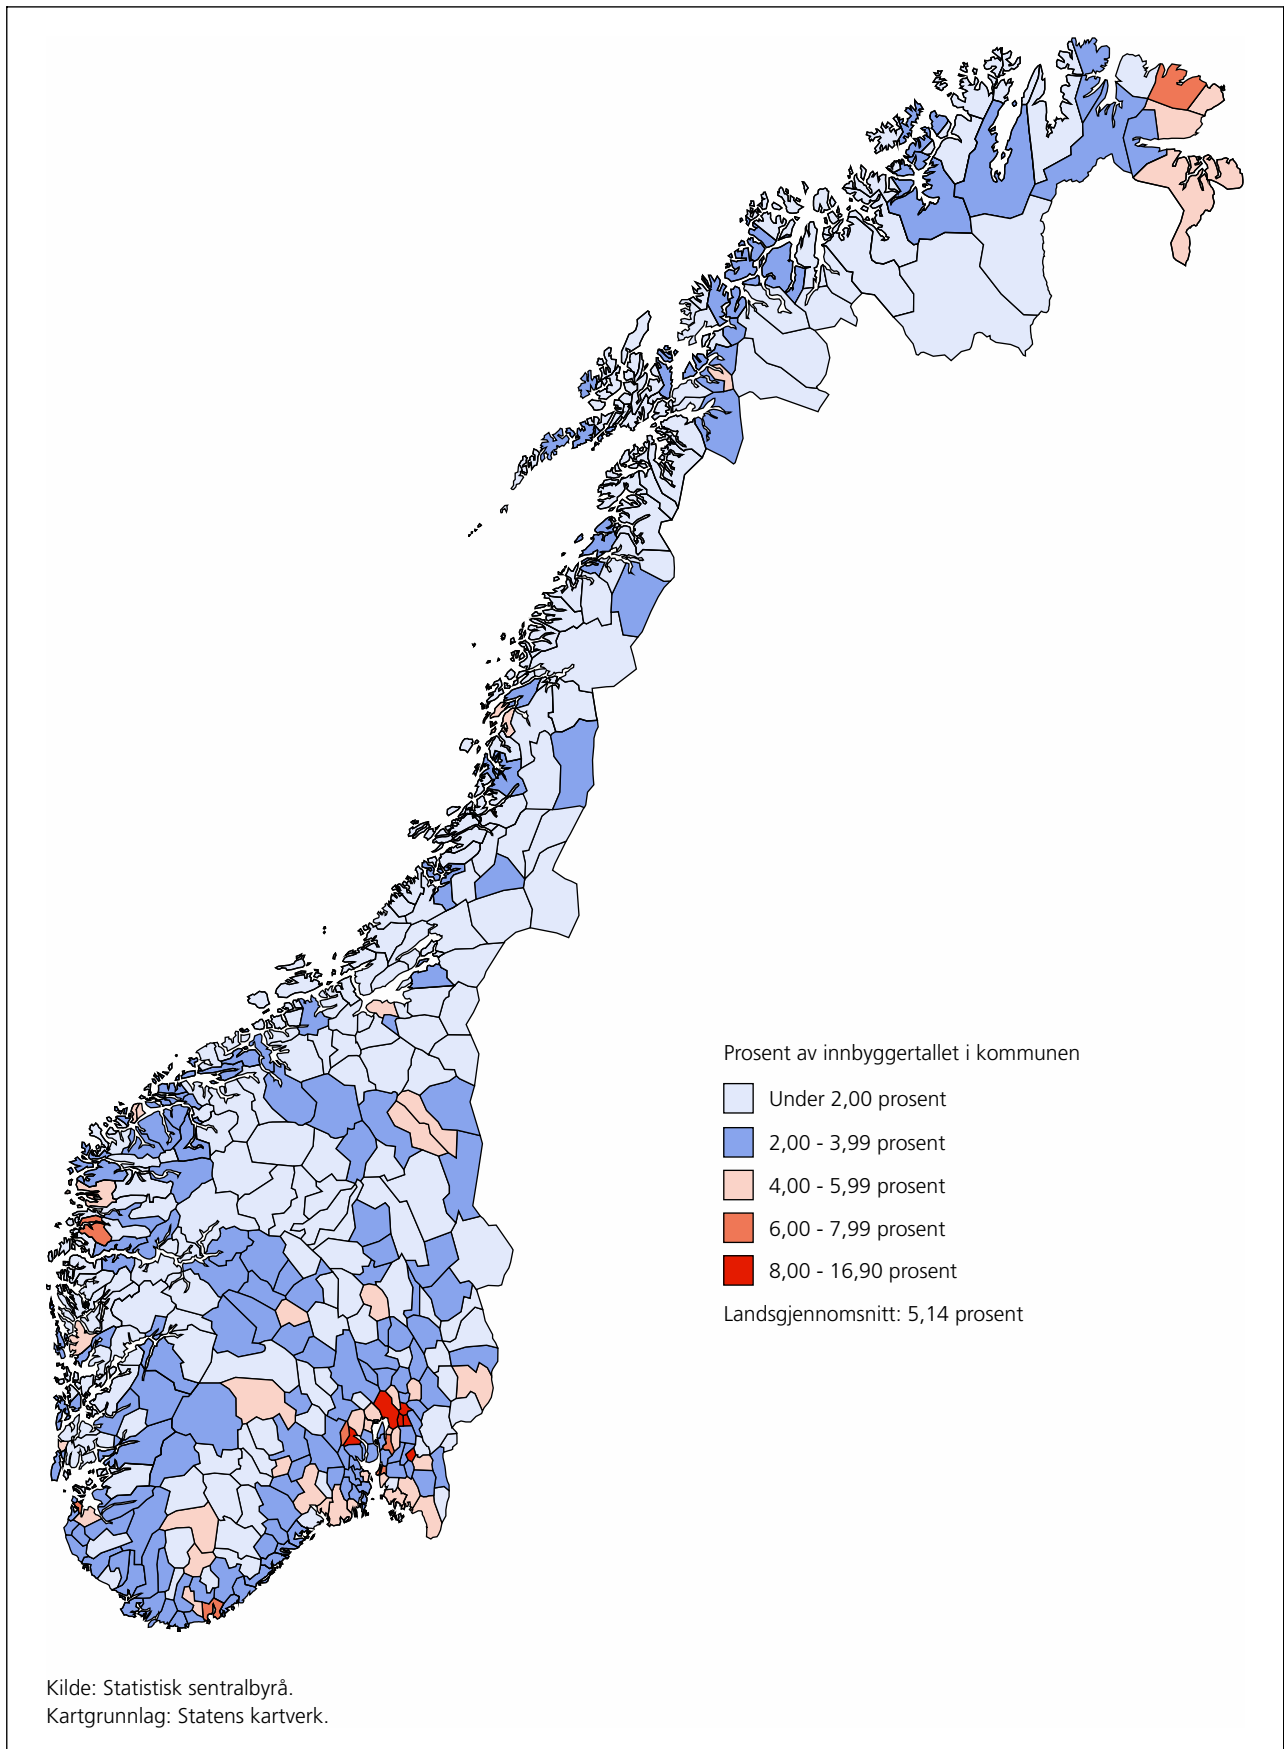 Prosent av innbyggertallet i kommunen
Under 2,00 prosent
2,00 - 3,99 prosent
4,00 - 5,99 prosent
6,00 - 7,99 prosent
8,00 - 16,90 prosent
Landsgjennomsnitt: 5,14 prosent
Kilde: Statistisk sentralbyrå.
Kartgrunnlag: Statens kartverk.